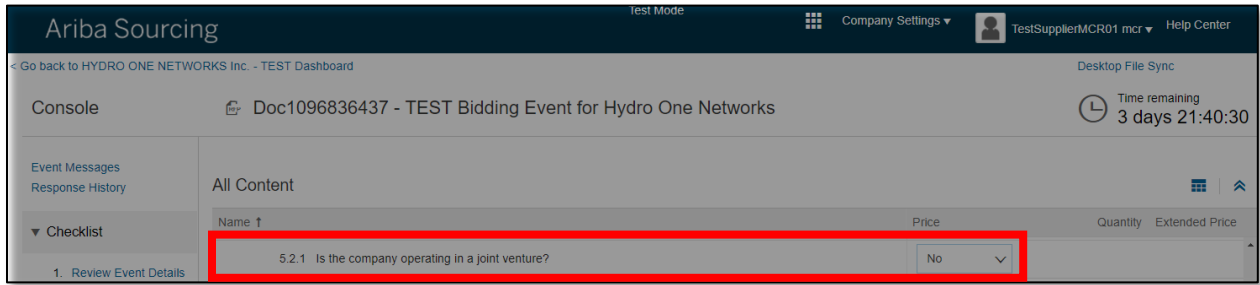 Test Mode
Ariba Sourcing
Company Settings ▾
TestSupplierMCR01 mcr ▾
Help Center
< Go back to HYDRO ONE NETWORKS Inc. - TEST Dashboard
Desktop File Sync
Console
Doc1096836437 - TEST Bidding Event for Hydro One Networks
Time remaining
3 days 21:40:30
Event Messages
Response History
All Content
▼ Checklist
Name ↑
Price
Quantity
Extended Price
5.2.1 Is the company operating in a joint venture?
No
1. Review Event Details